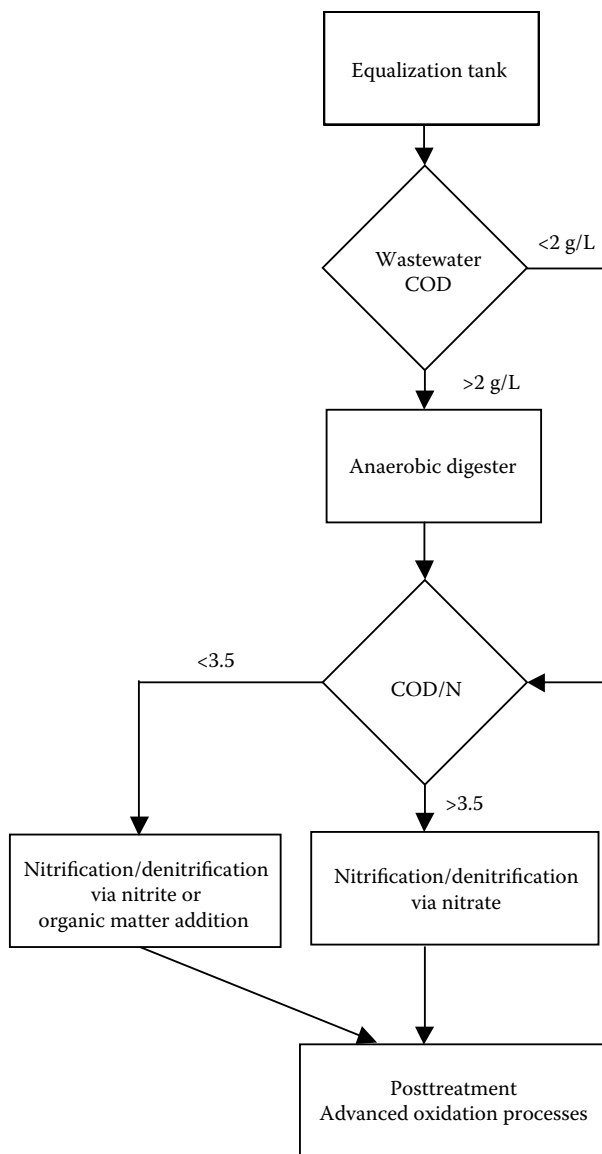 Equalization tank
<2 g/L
Wastewater
COD
>2 g/L
Anaerobic digester
<3.5
COD/N
>3.5
Nitrification/denitrification
via nitrite or
organic matter addition
Nitrification/denitrification
via nitrate
Posttreatment
Advanced oxidation processes